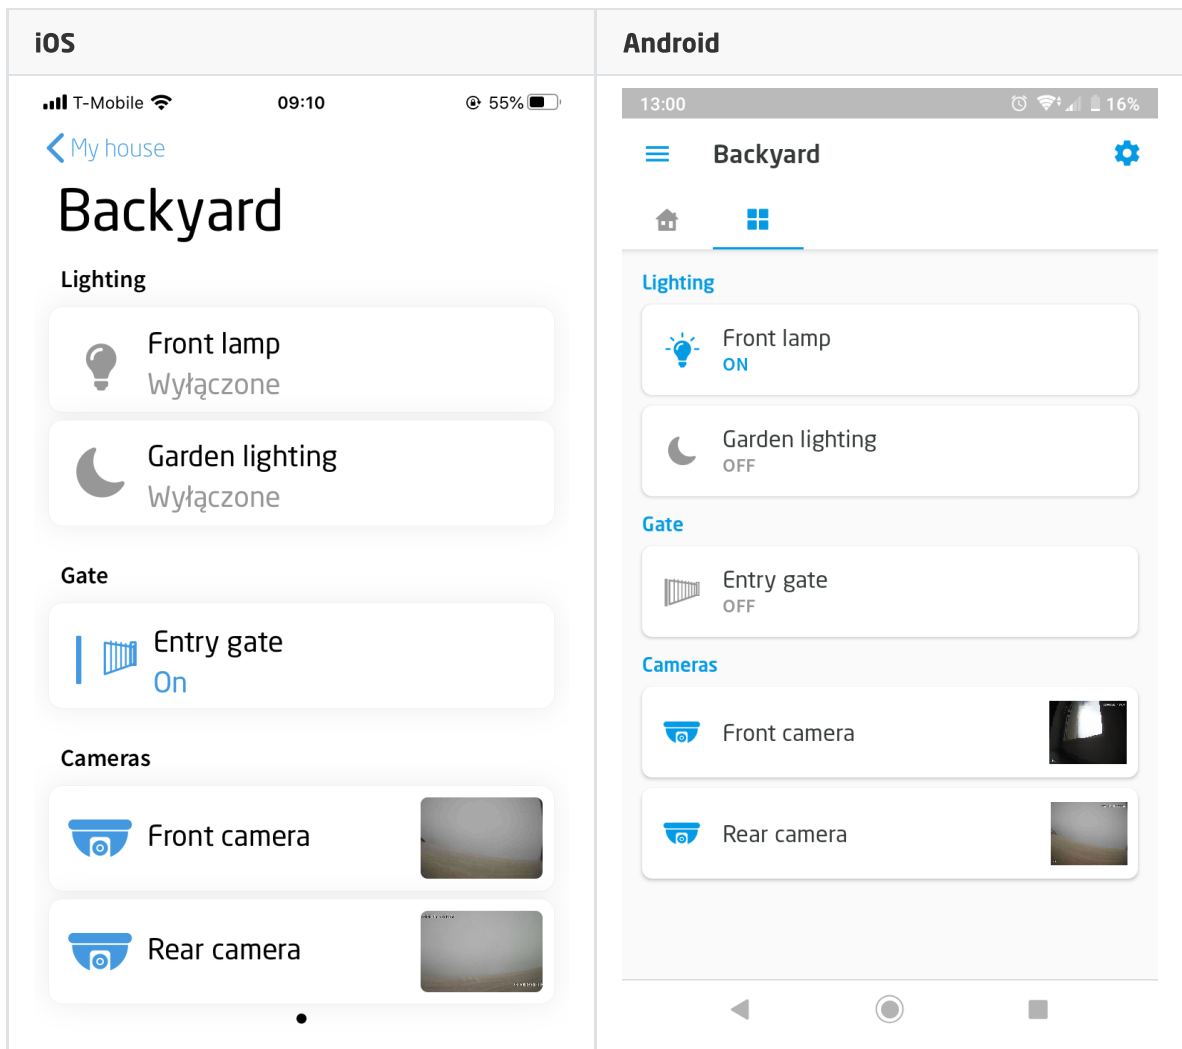 iOS
Android
T-Mobile 09:10 55%
My house
Backyard
Lighting
Front lamp
Wyłączone
Garden lighting
Wyłączone
Gate
Entry gate
On
Cameras
Front camera
Rear camera
13:00 16%
Backyard
Lighting
Front lamp
ON
Garden lighting
OFF
Gate
Entry gate
OFF
Cameras
Front camera
Rear camera